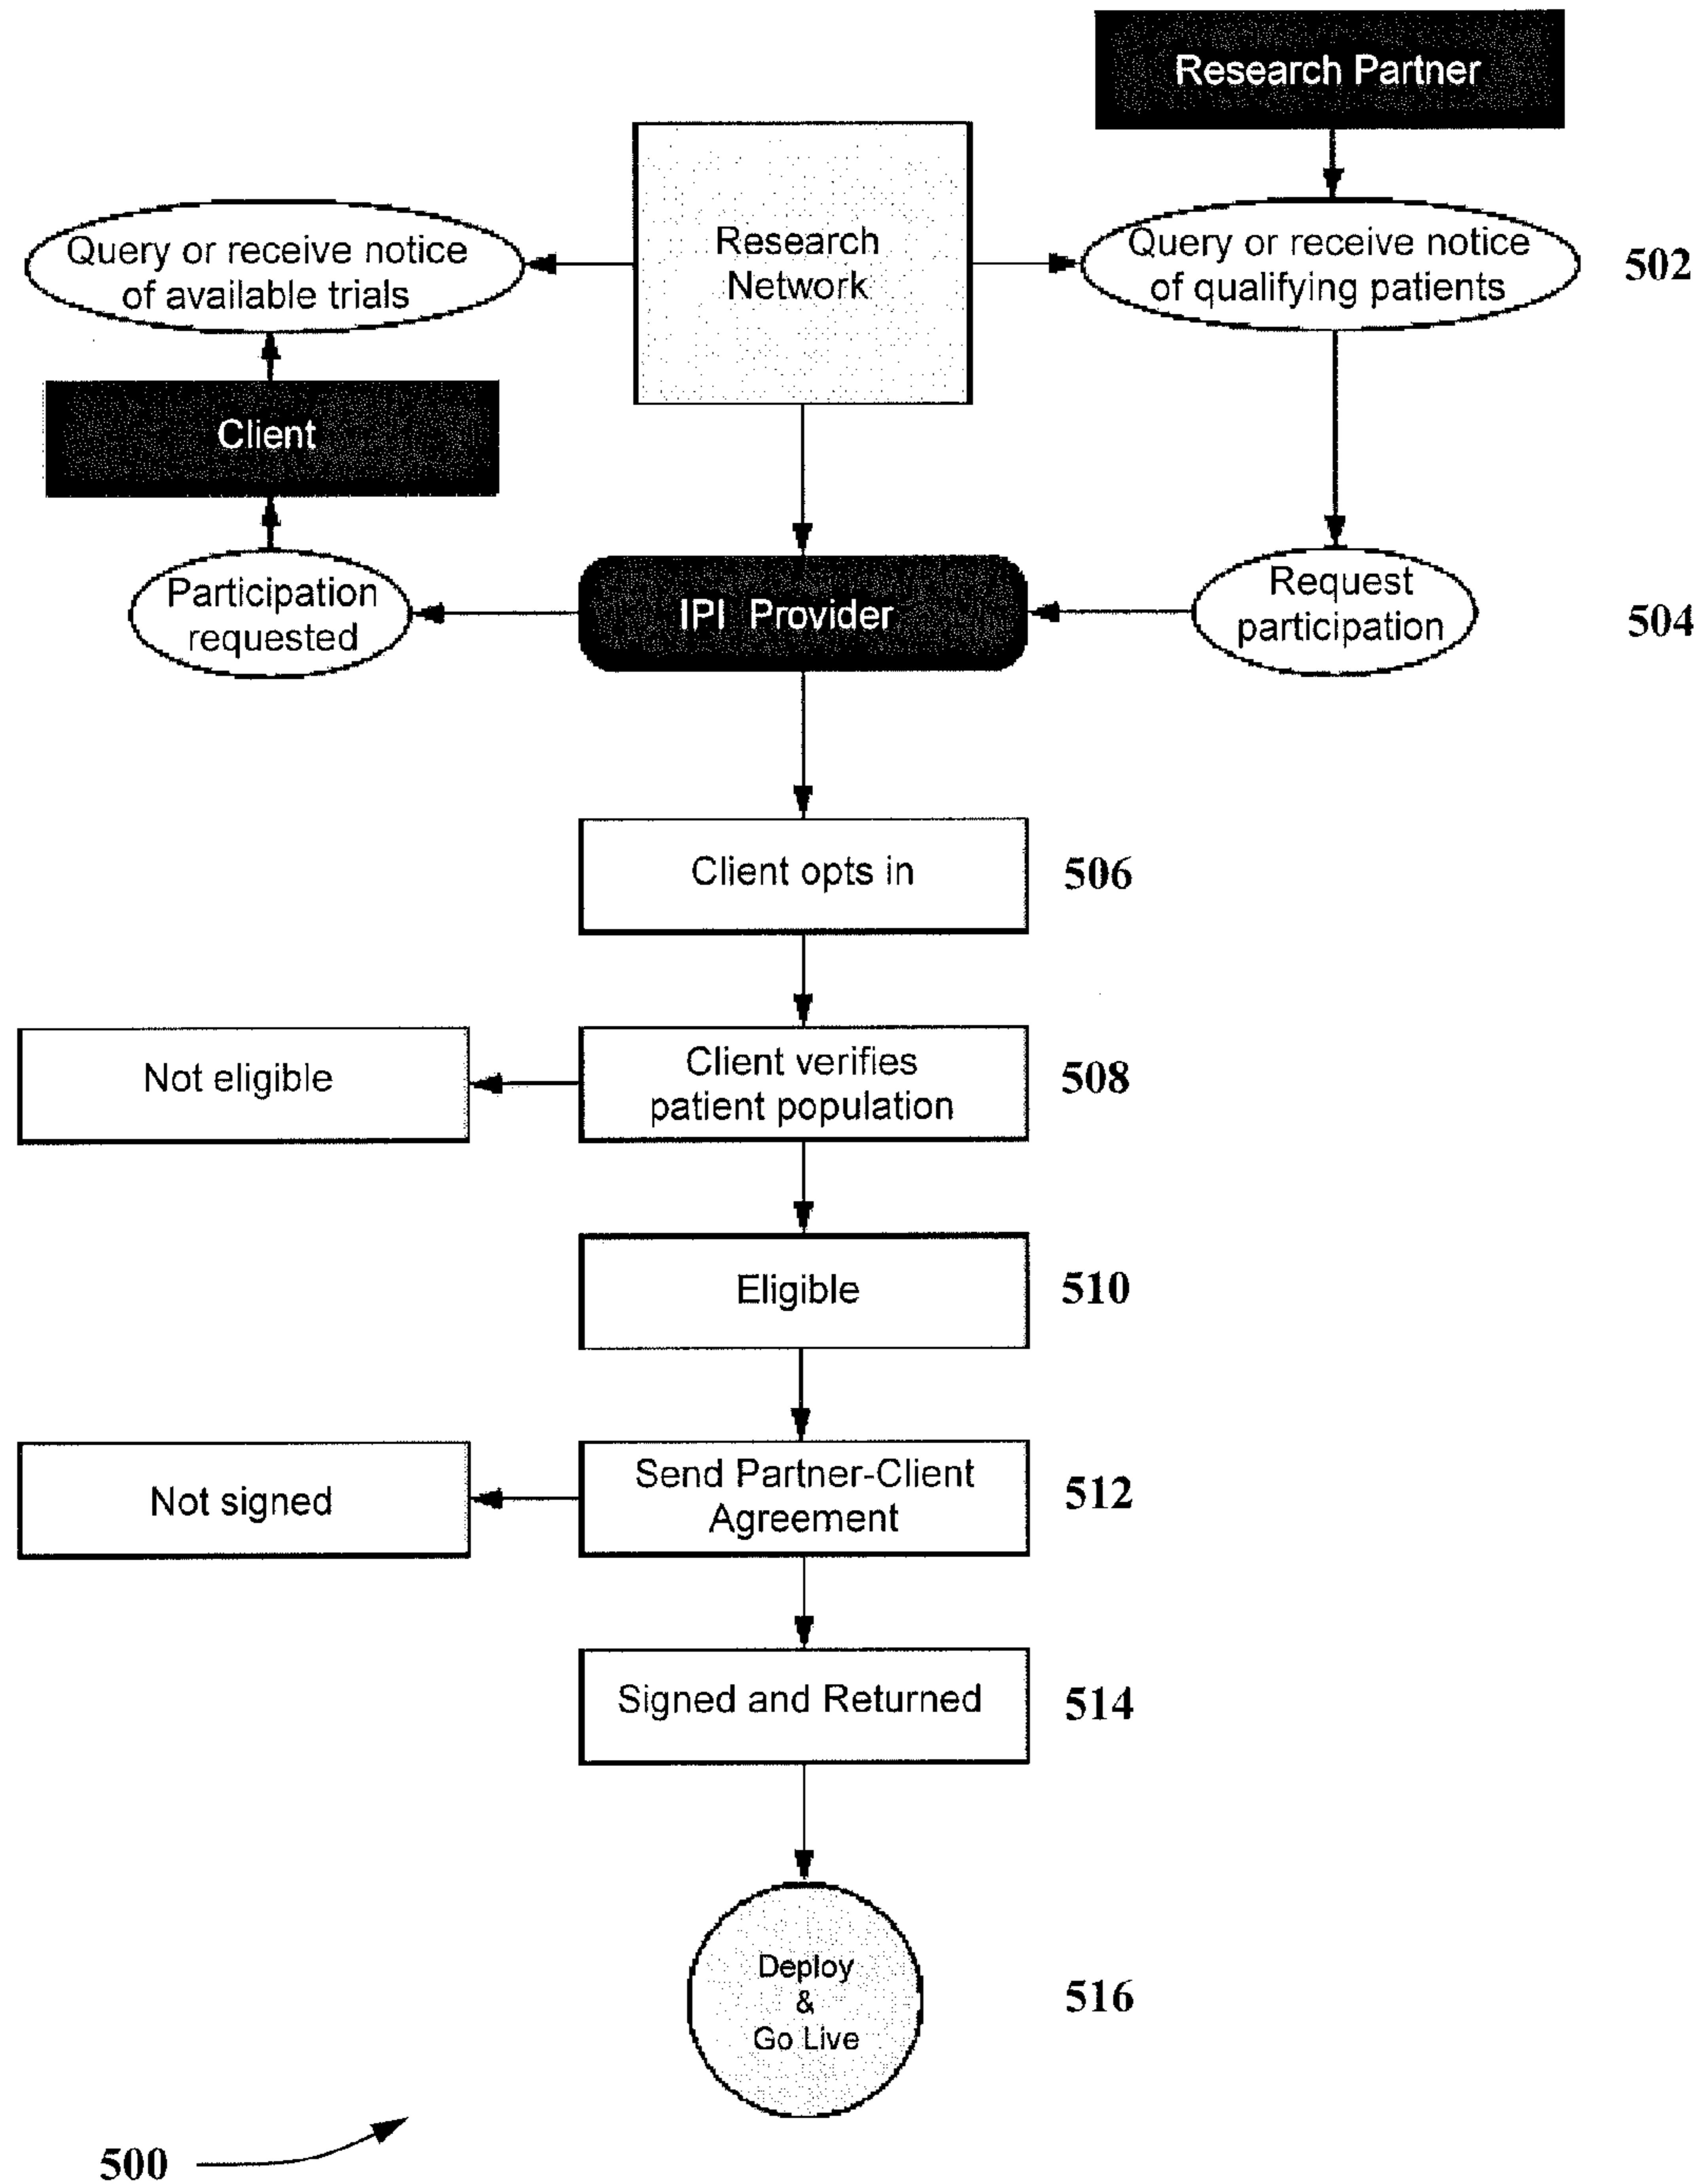 Research Partner
Research
Network
Query or receive notice
of available trials
Query or receive notice
of qualifying patients
502
Client
Participation
requested
IPI Provider
Request
participation
504
Client opts in
506
Not eligible
Client verifies
patient population
508
Eligible
510
Not signed
Send Partner-Client
Agreement
512
Signed and Returned
514
Deploy
&
Go Live
516
500